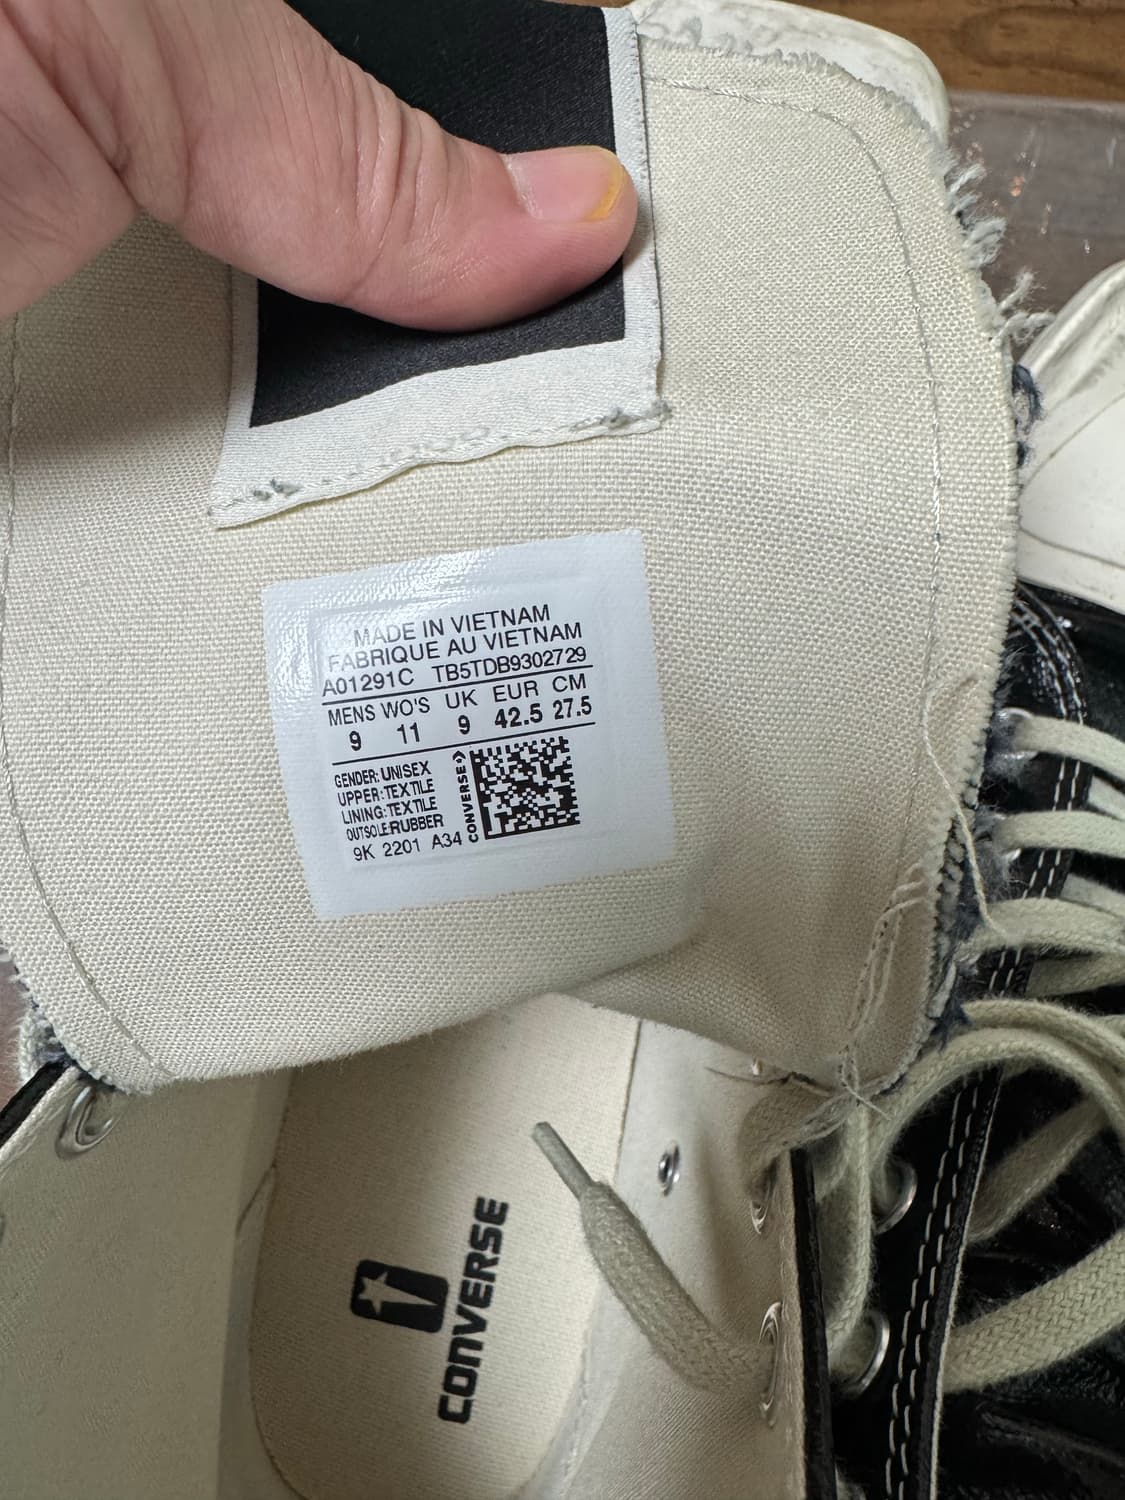 MADE IN VIETNAM
FABRIQUE AU VIETNAM
A01291C TB5TDB9302729
MENS WO'S UK EUR CM
9 11 9 42.5 27.5
GENDER: UNISEX
UPPER:TEXTILE
LINING:TEXTILE
OUTSOLE:RUBBER
9K 2201 A34
CONVERSE
CONVERSE